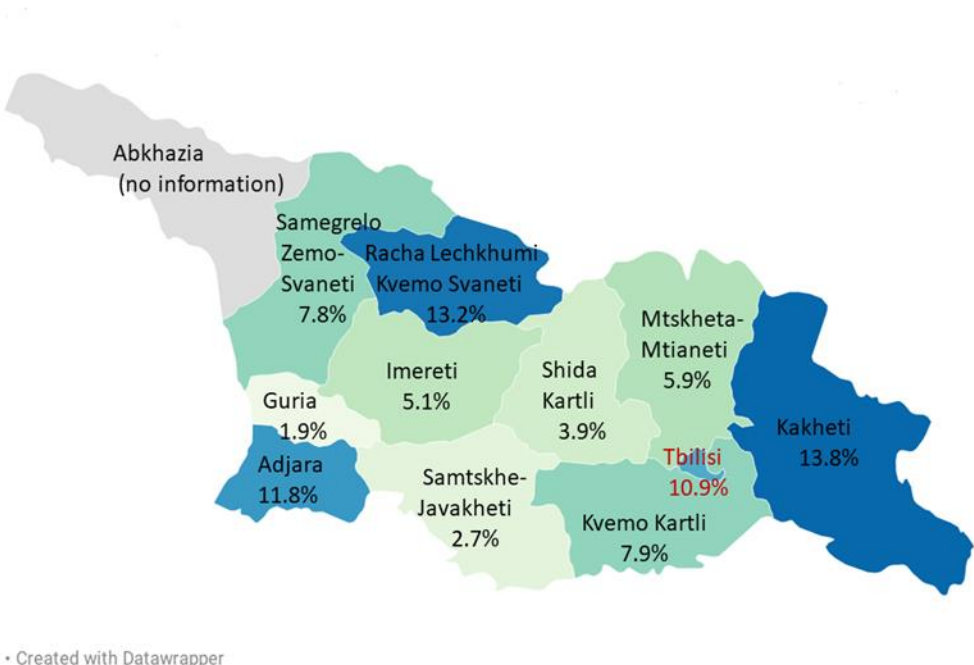 Abkhazia
(no information)
Samegrelo
Zemo-
Svaneti
7.8%
Racha Lechkhumi
Kvemo Svaneti
13.2%
Mtskheta-
Mtianeti
5.9%
Imereti
5.1%
Shida
Kartli
3.9%
Guria
1.9%
Kakheti
13.8%
Adjara
11.8%
Tbilisi
10.9%
Samtskhe-
Javakheti
2.7%
Kvemo Kartli
7.9%
• Created with Datawrapper